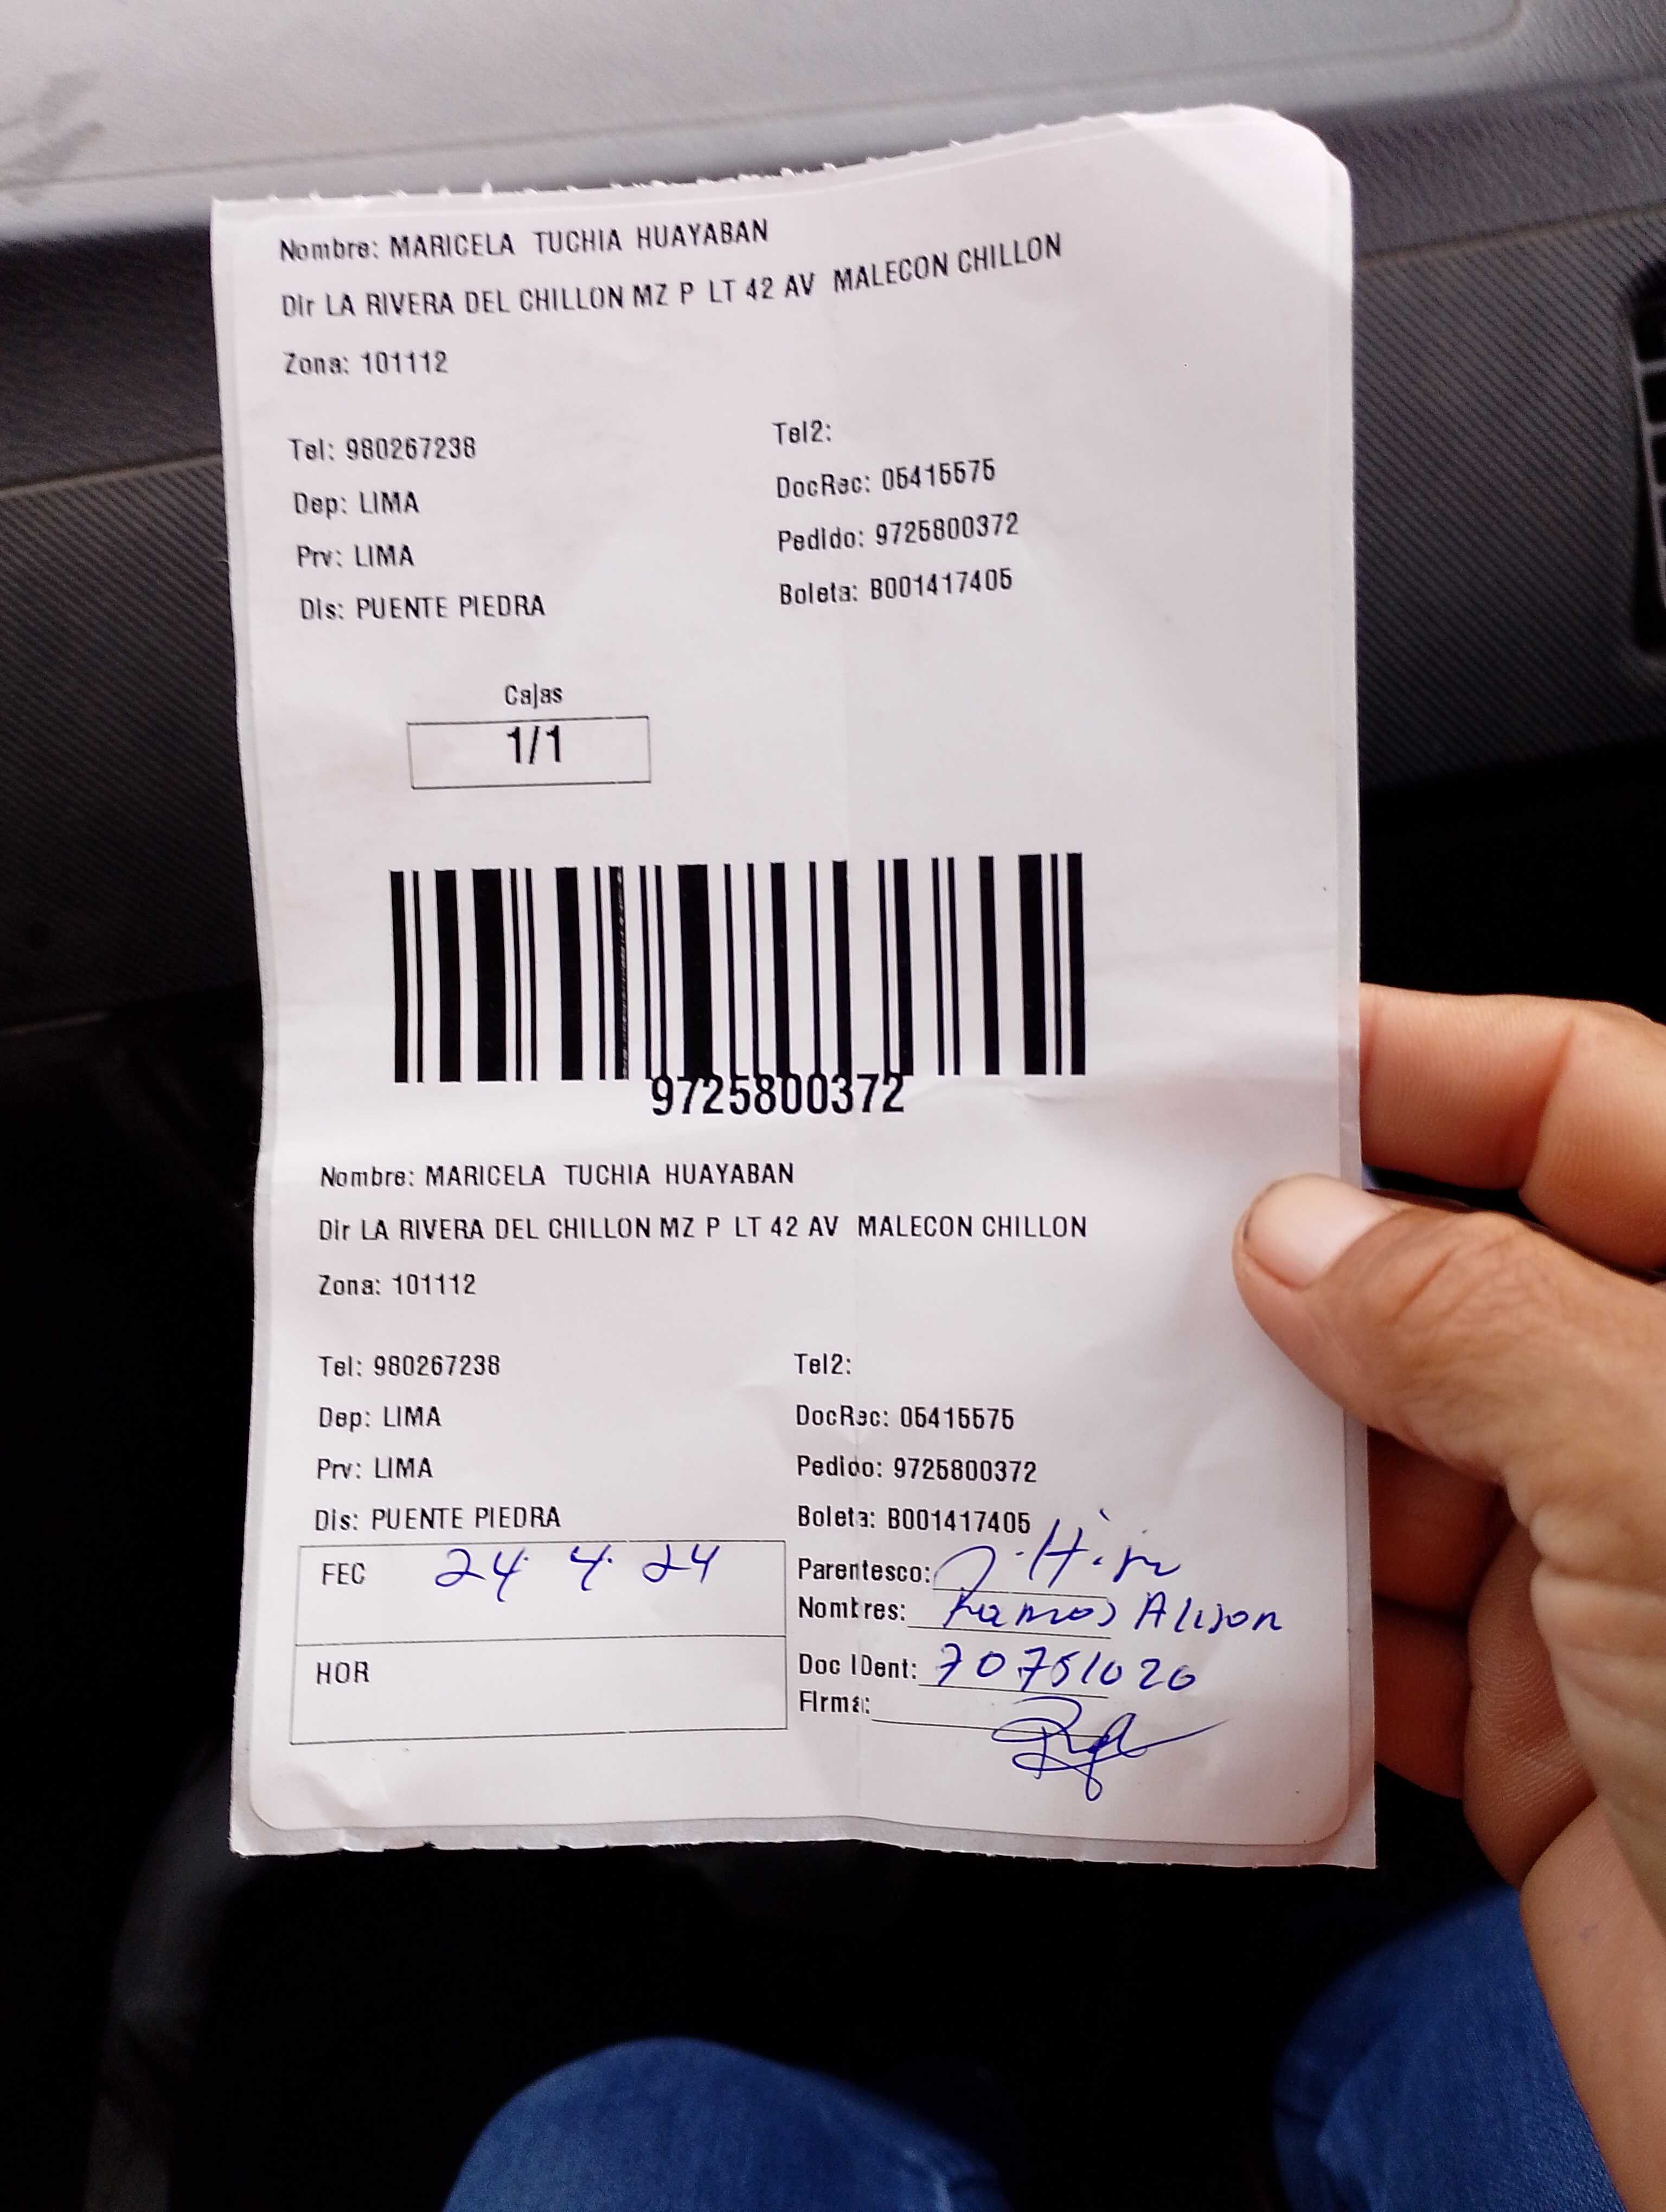 Nombre: MARICELA TUCHIA HUAYABAN
Dir LA RIVERA DEL CHILLON MZ P LT 42 AV MALECON CHILLON
Zona: 101112
Tel: 980267238
Tel2:
Dep: LIMA
DocRec: 05415575
Prv: LIMA
Pedido: 9725800372
Dis: PUENTE PIEDRA
Boleta: B001417405
Cajas
1/1
9725800372
Nombre: MARICELA TUCHIA HUAYABAN
Dir LA RIVERA DEL CHILLON MZ P LT 42 AV MALECON CHILLON
Zona: 101112
Tel: 980267238
Tel2:
Dep: LIMA
DocRec: 05415575
Prv: LIMA
Pedido: 9725800372
Dis: PUENTE PIEDRA
Boleta: B001417405
FEC 24 4 24
Parentesco:
Nombres: Ramos Alison
HOR
Doc IDent: 70751020
Firma: